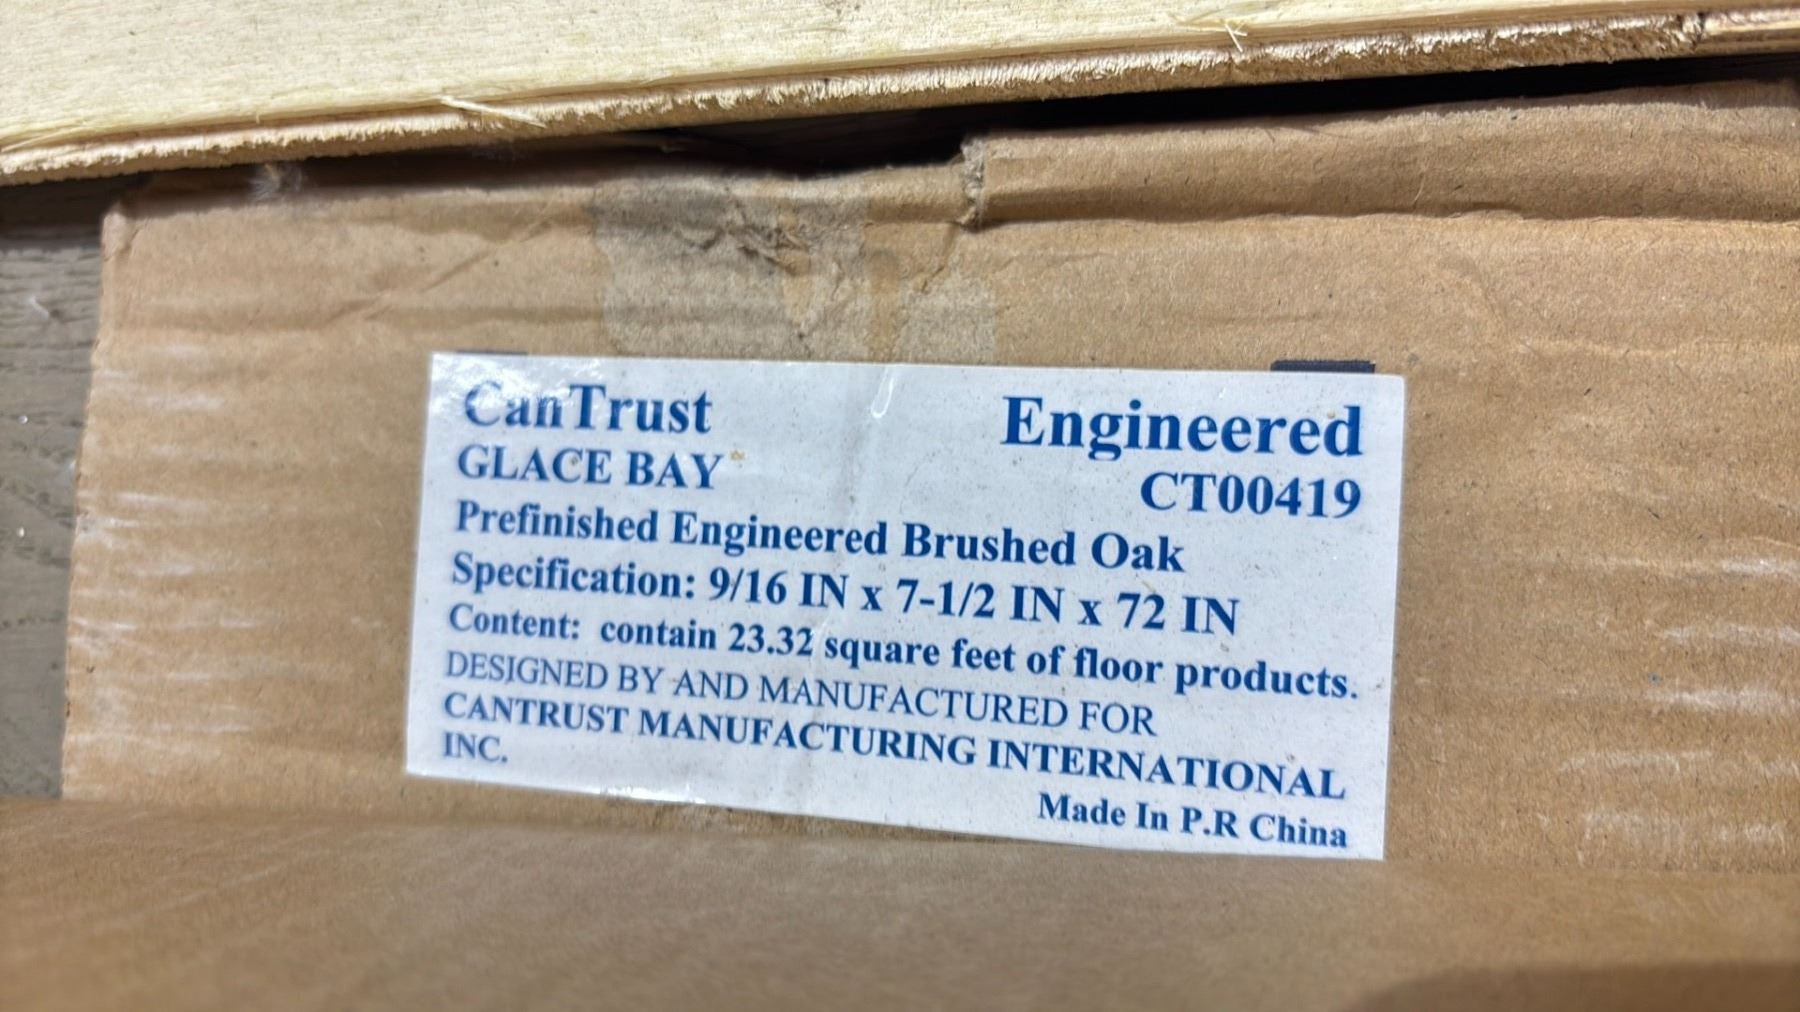 CanTrust Engineered
GLACE BAY CT00419
Prefinished Engineered Brushed Oak
Specification: 9/16 IN x 7-1/2 IN x 72 IN
Content: contain 23.32 square feet of floor products.
DESIGNED BY AND MANUFACTURED FOR
CANTRUST MANUFACTURING INTERNATIONAL
INC.
Made In P.R China